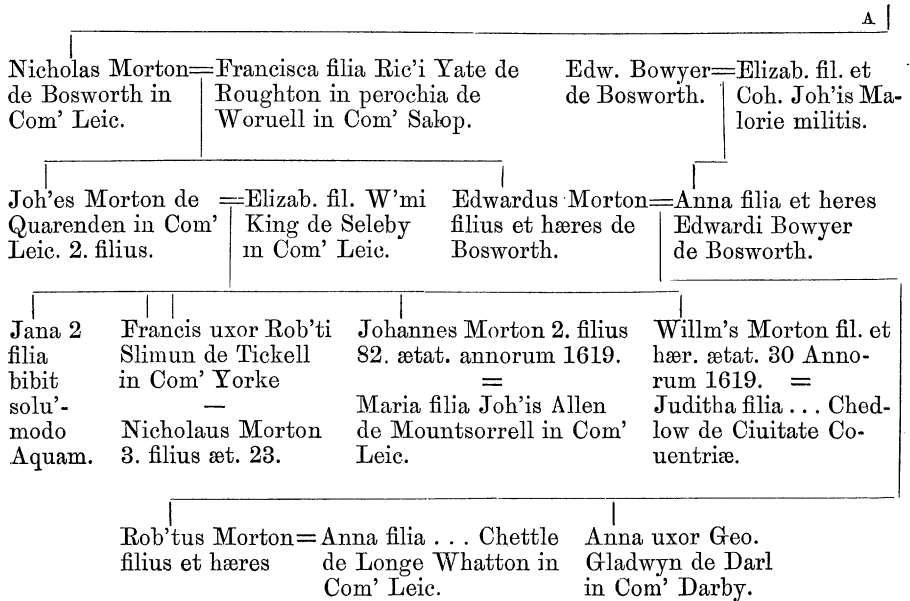 A
Nicholas Morton=Francisca filia Ric'i Yate de
de Bosworth in Roughton in perochia de
Com' Leic. Woruell in Com' Salop.
Edw. Bowyer=Elizab. fil. et
de Bosworth. Coh. Joh'is Ma-
lorie militis.
Joh'es Morton de =Elizab. fil. W'mi
Quarenden in Com' King de Seleby
Leic. 2. filius. in Com' Leic.
Edwardus Morton=Anna filia et heres
filius et hæres de Edwardi Bowyer
Bosworth. de Bosworth.
Jana 2
filia
bibit
solu'-
modo
Aquam.
Francis uxor Rob'ti
Slimun de Tickell
in Com' Yorke
—
Nicholaus Morton
3. filius æt. 23.
Johannes Morton 2. filius
82. ætat. annorum 1619.
=
Maria filia Joh'is Allen
de Mountsorrell in Com'
Leic.
Willm's Morton fil. et
hær. ætat. 30 Anno-
rum 1619. =
Juditha filia . . . Ched-
low de Ciuitate Co-
uentriæ.
Rob'tus Morton=Anna filia . . . Chettle
filius et hæres de Longe Whatton in
Com' Leic.
Anna uxor Geo.
Gladwyn de Darl
in Com' Darby.